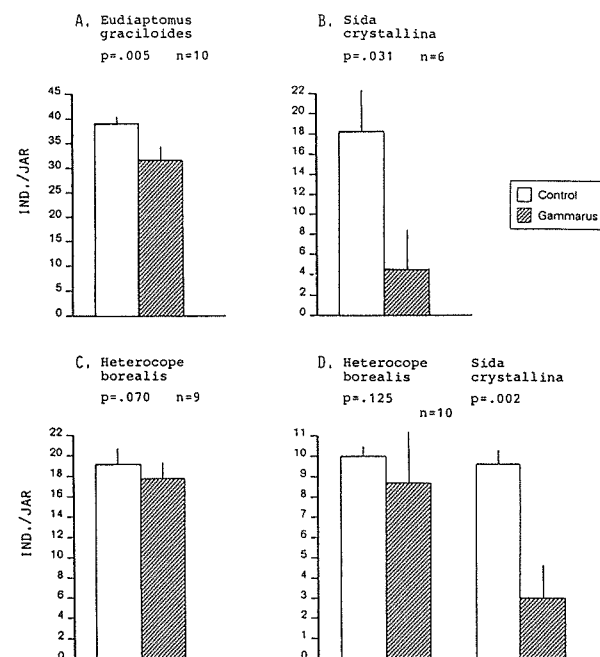 A. Eudiaptomus
graciloides
p=.005 n=10
B. Sida
crystallina
p=.031 n=6
45
40
35
30
25
20
15
10
5
0
IND./JAR
22
20
18
16
14
12
10
8
6
4
2
0
Control
Gammarus
C. Heterocope
borealis
p=.070 n=9
D. Heterocope
borealis
p=.125
Sida
crystallina
p=.002
n=10
22
20
18
16
14
12
10
8
6
4
2
0
IND./JAR
11
10
9
8
7
6
5
4
3
2
1
0